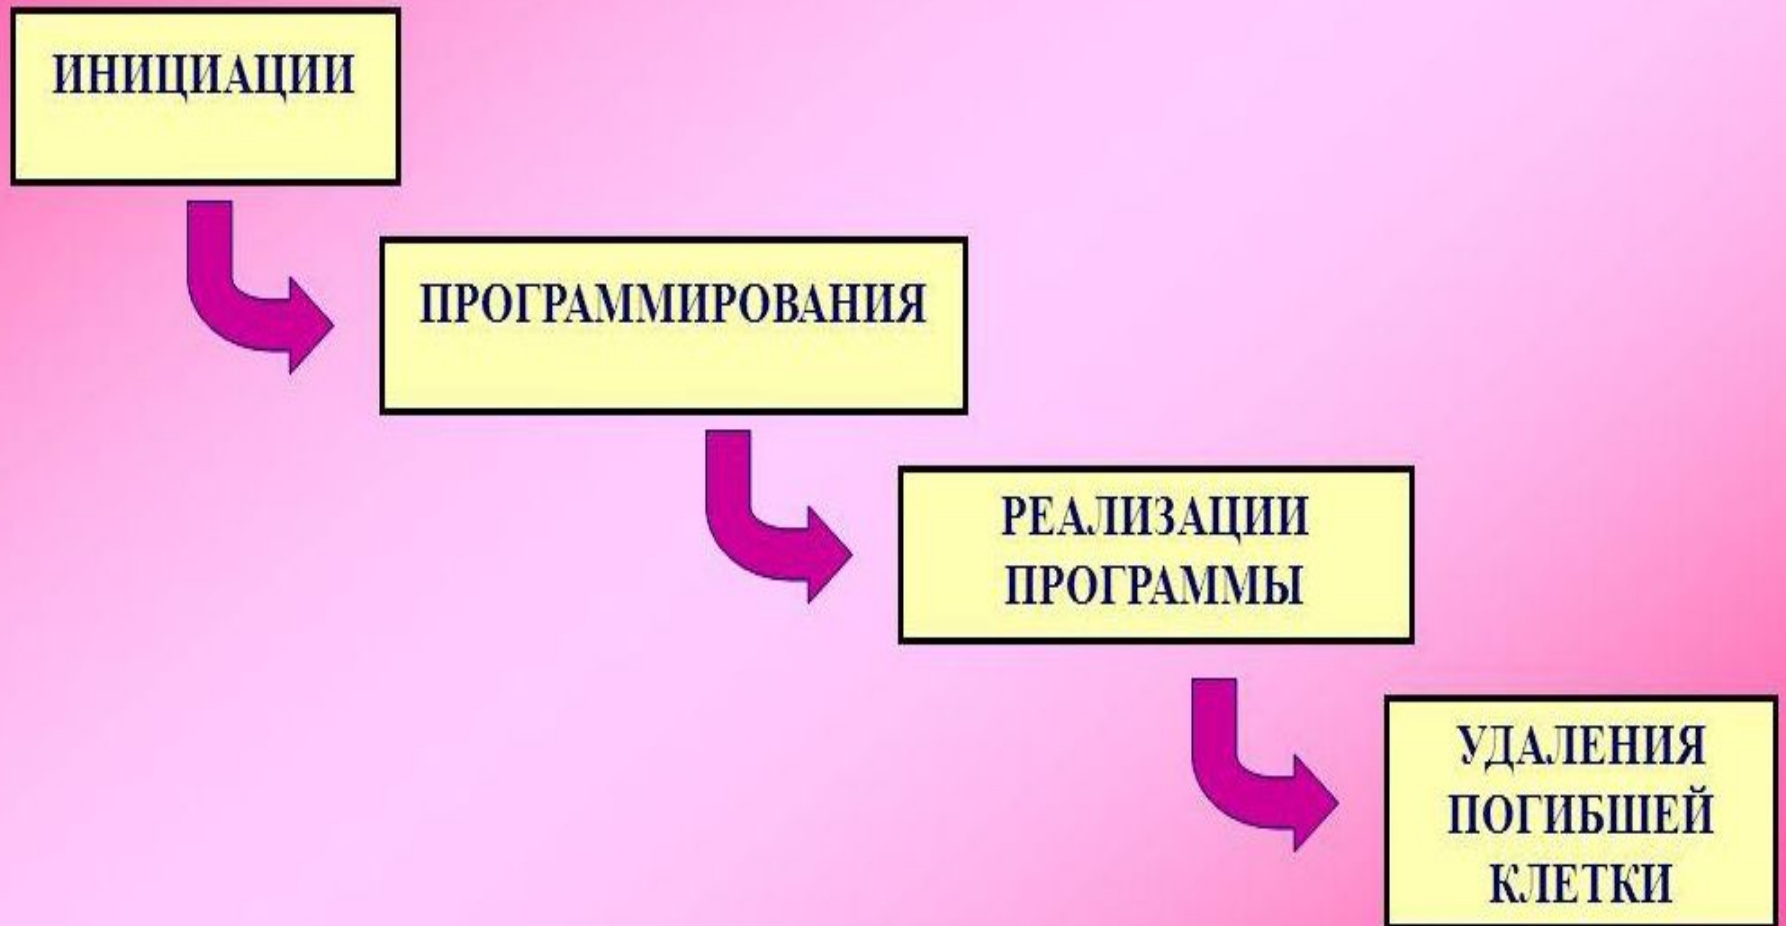 ИНИЦИАЦИИ
ПРОГРАММИРОВАНИЯ
РЕАЛИЗАЦИИ
ПРОГРАММЫ
УДАЛЕНИЯ
ПОГИБШЕЙ
КЛЕТКИ